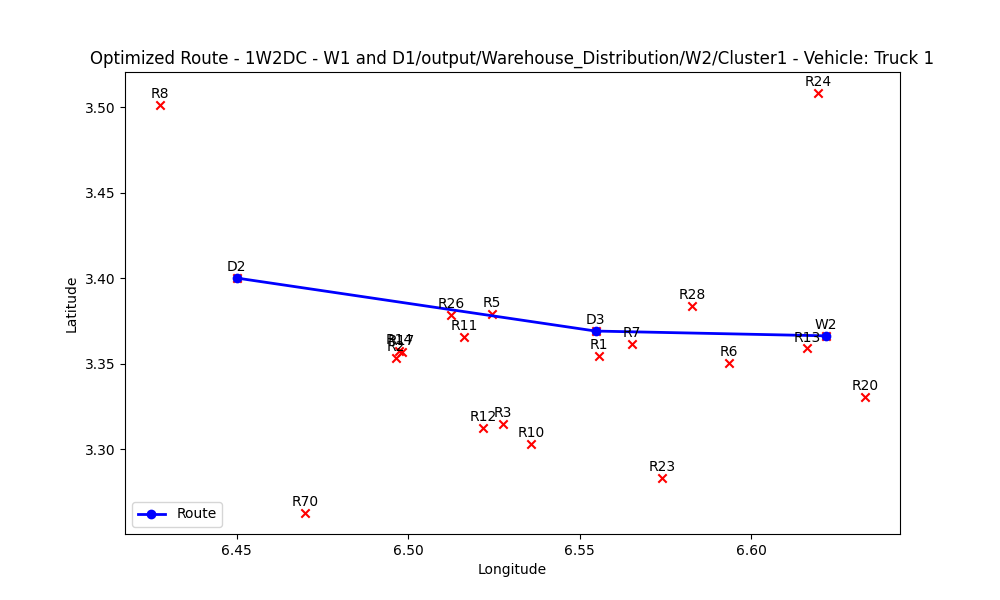 Optimized Route - 1W2DC - W1 and D1/output/Warehouse_Distribution/W2/Cluster1 - Vehicle: Truck 1
R24
R8
3.50
3.45
D2
3.40
R28
R26
R5
D3
W2
R11
R7
R13
R1
R6
3.35
R20
R12
R3
R10
3.30
R23
R70
Route
6.45
6.50
6.55
6.60
Longitude
Latitude